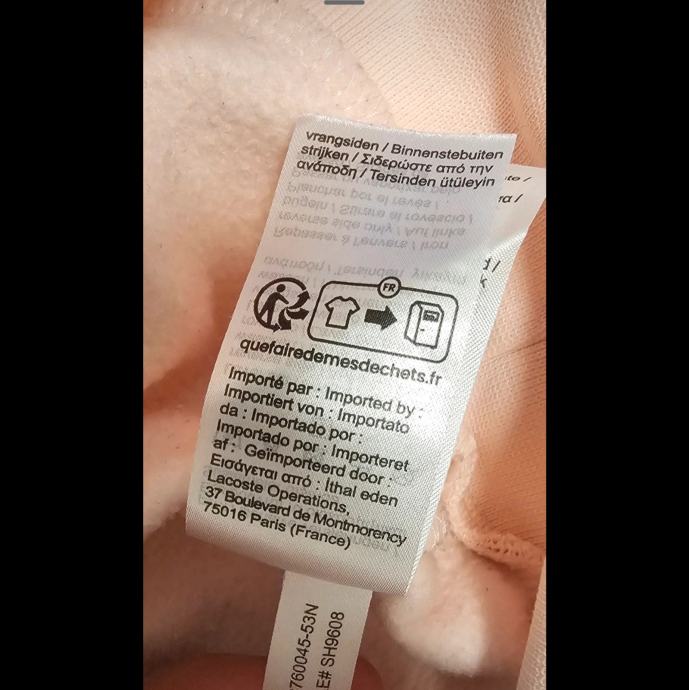 vrangsiden / Binnenstebuiten
strijken / Σιδερώστε από την
ανάποδη / Tersinden ütüleyin
FR
quefairedemesdechets.fr
Importé par : Imported by :
Importiert von : Importato
da : Importado por :
Importado por : Importeret
af : Geïmporteerd door :
Εισάγεται από : İthal eden
Lacoste Operations,
37 Boulevard de Montmorency
75016 Paris (France)
760045-53N
E# SH9608